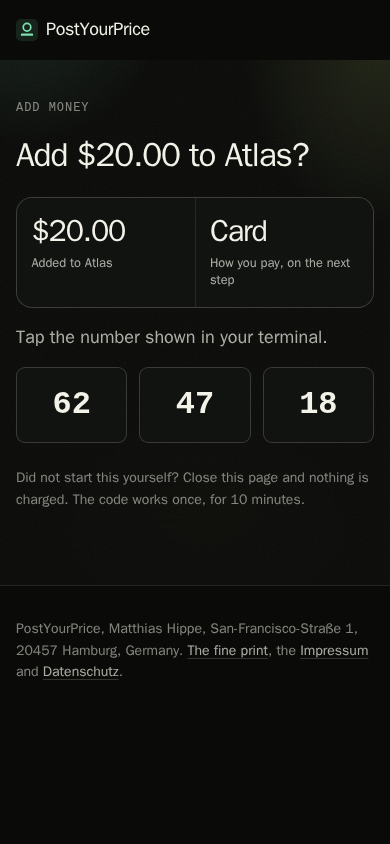 PostYourPrice
ADD MONEY
Add $20.00 to Atlas?
$20.00
Added to Atlas
Card
How you pay, on the next
step
Tap the number shown in your terminal.
62
47
18
Did not start this yourself? Close this page and nothing is
charged. The code works once, for 10 minutes.
PostYourPrice, Matthias Hippe, San-Francisco-Straße 1,
20457 Hamburg, Germany. The fine print, the Impressum
and Datenschutz.